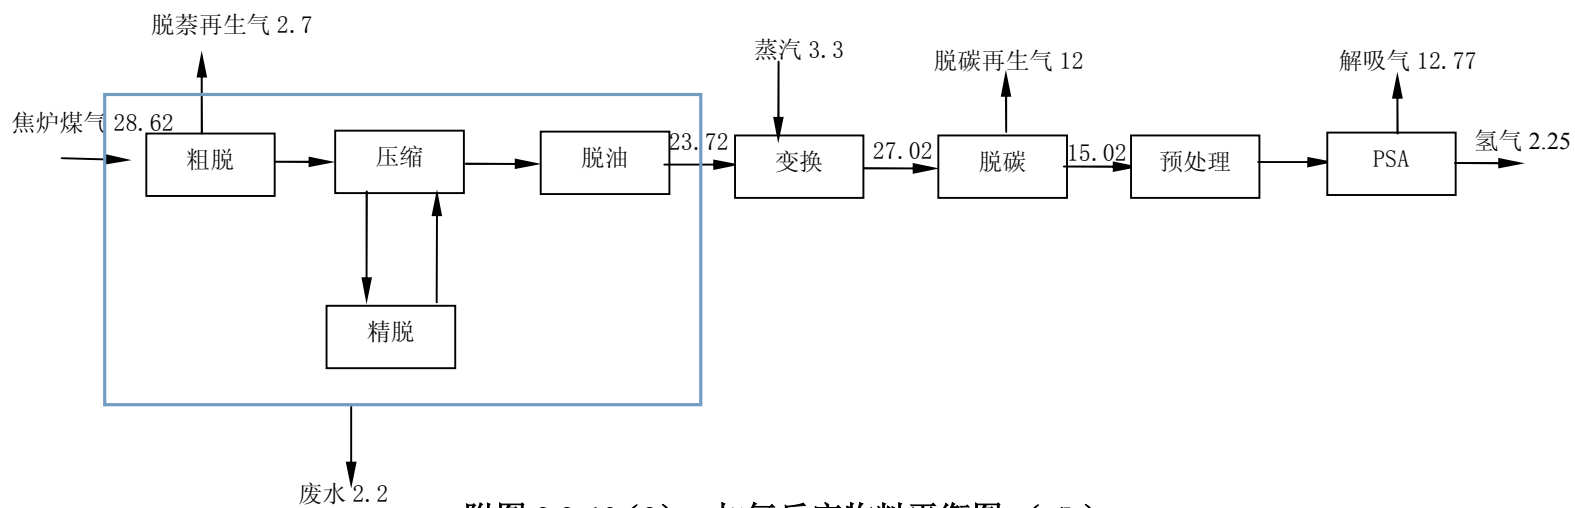 脱萘再生气 2.7
蒸汽 3.3
脱碳再生气 12
解吸气 12.77
焦炉煤气 28.62
粗脱
压缩
脱油
23.72
变换
27.02
脱碳
15.02
预处理
PSA
氢气 2.25
精脱
废水 2.2